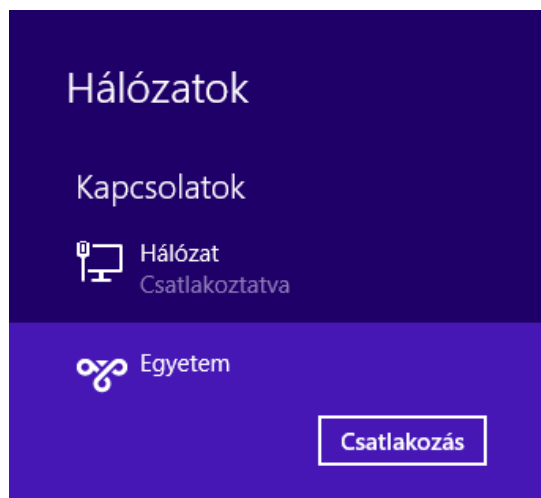 Hálózatok
Kapcsolatok
Hálózat
Csatlakoztatva
Egyetem
Csatlakozás